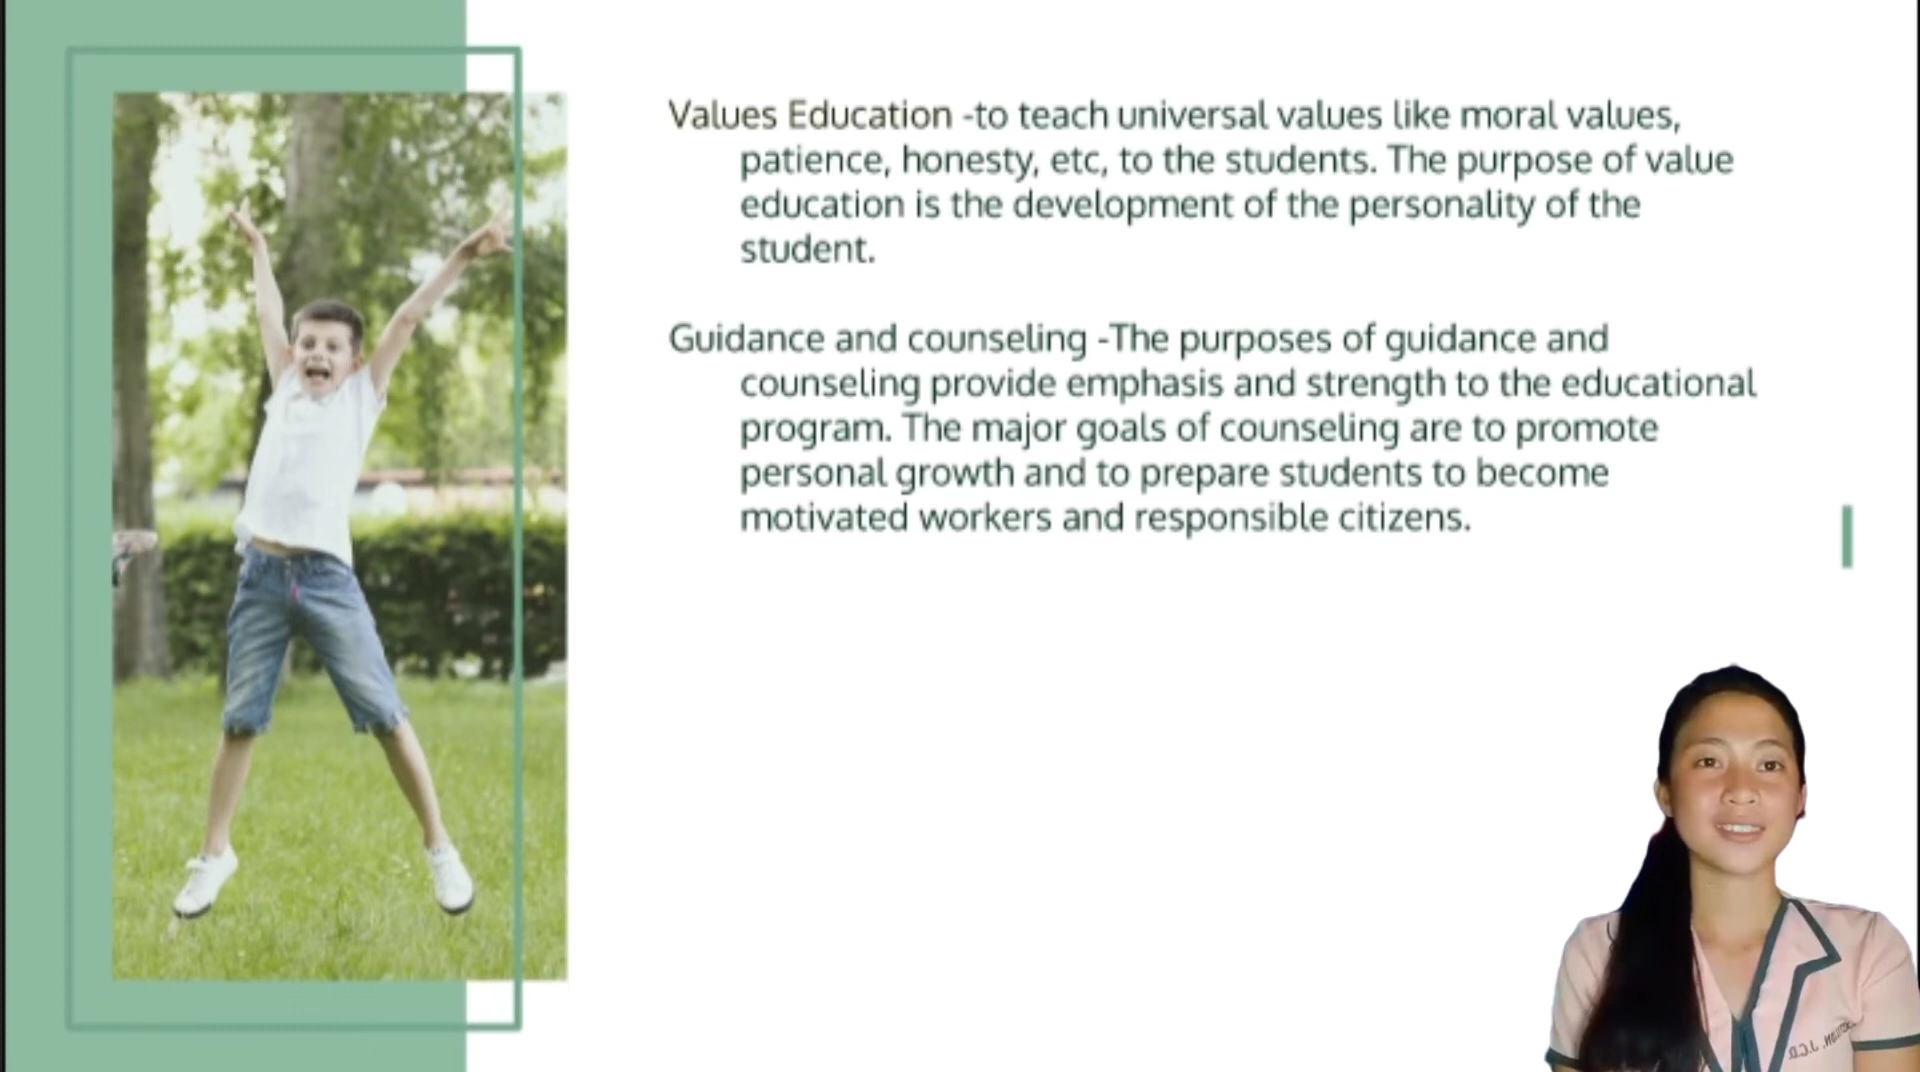 Values Education -to teach universal values like moral values,
patience, honesty, etc, to the students. The purpose of value
education is the development of the personality of the
student.
Guidance and counseling -The purposes of guidance and
counseling provide emphasis and strength to the educational
program. The major goals of counseling are to promote
personal growth and to prepare students to become
motivated workers and responsible citizens.